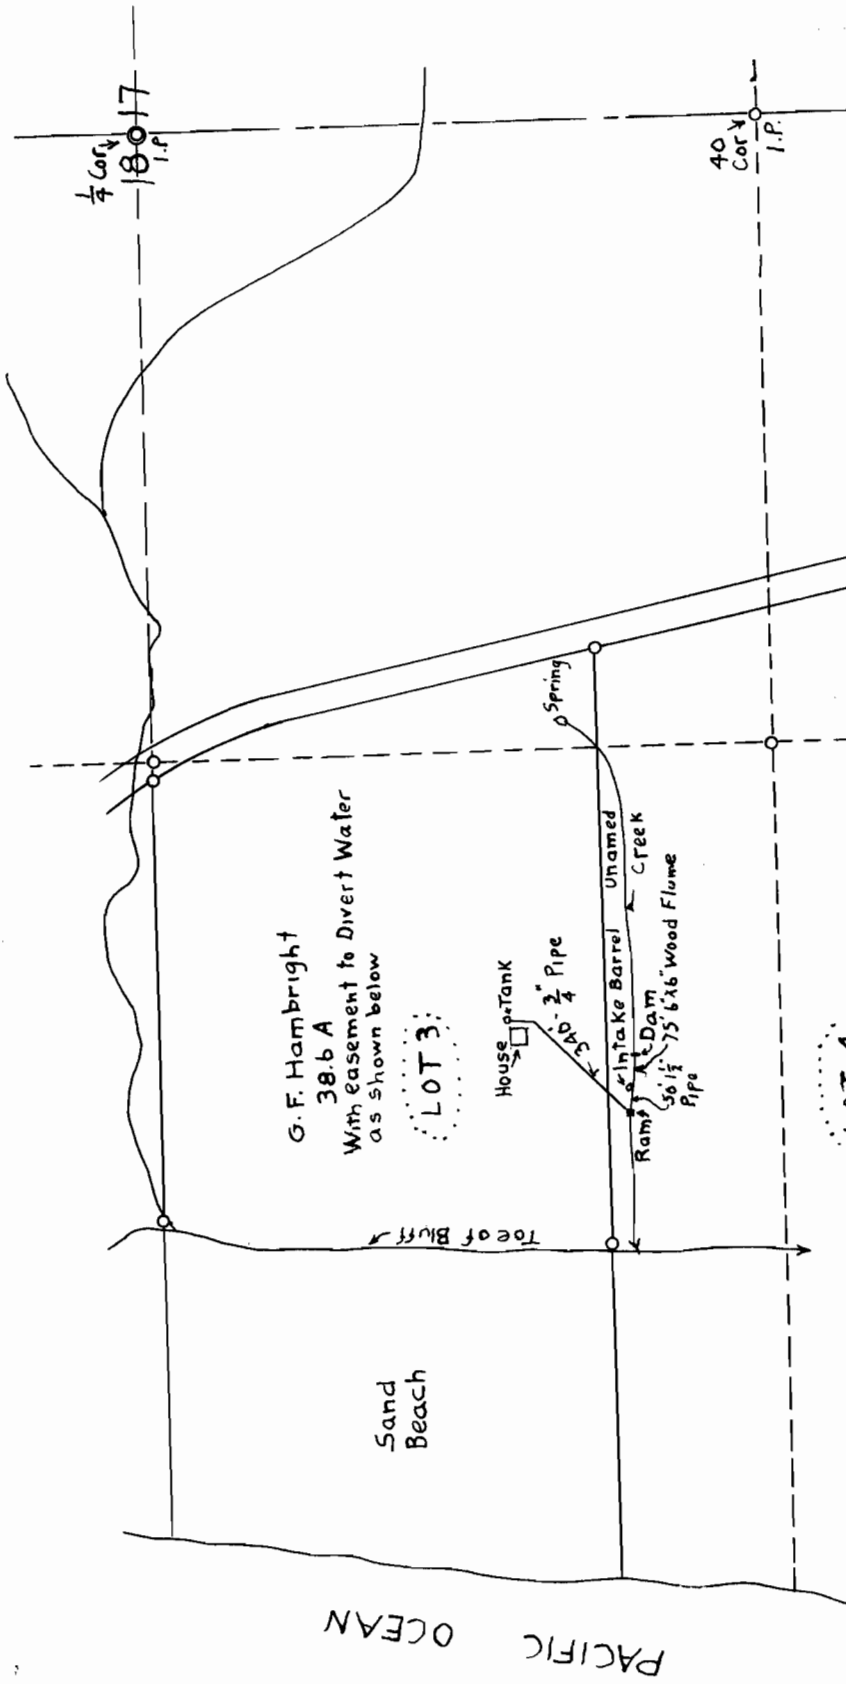 1/4 Cor
18 17
I.P.
40
Cor
I.P.
Spring
G. F. Hambright
38.6 A
With easement to Divert Water
as shown below
LOT 3
House
Tank
340' - 3/4" Pipe
Intake Barrel
Unamed
Creek
Dam
75' 6"x6" Wood Flume
50' 1 1/2"
Pipe
Ram
Toe of Bluff
Sand
Beach
PACIFIC OCEAN